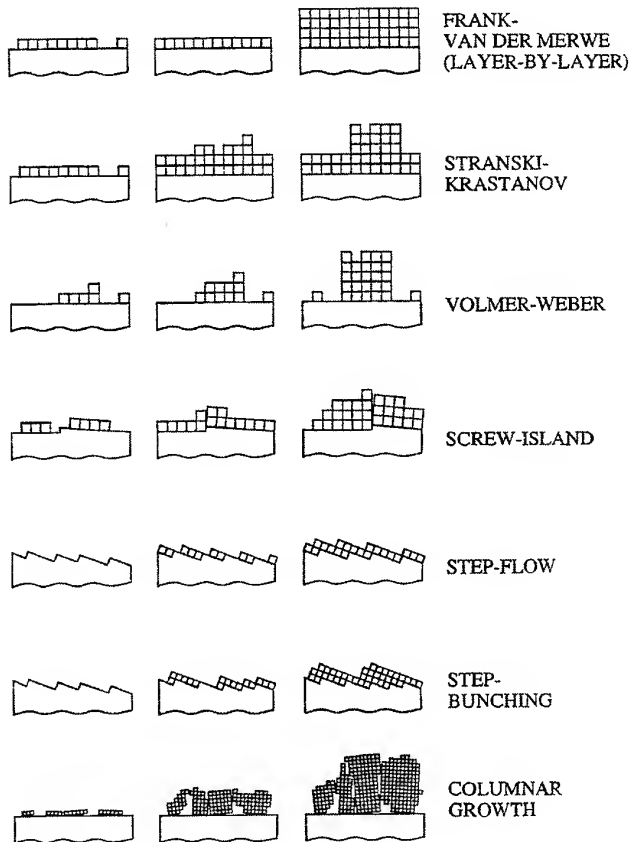 FRANK-
VAN DER MERWE
(LAYER-BY-LAYER)
STRANSKI-
KRASTANOV
VOLMER-WEBER
SCREW-ISLAND
STEP-FLOW
STEP-
BUNCHING
COLUMNAR
GROWTH